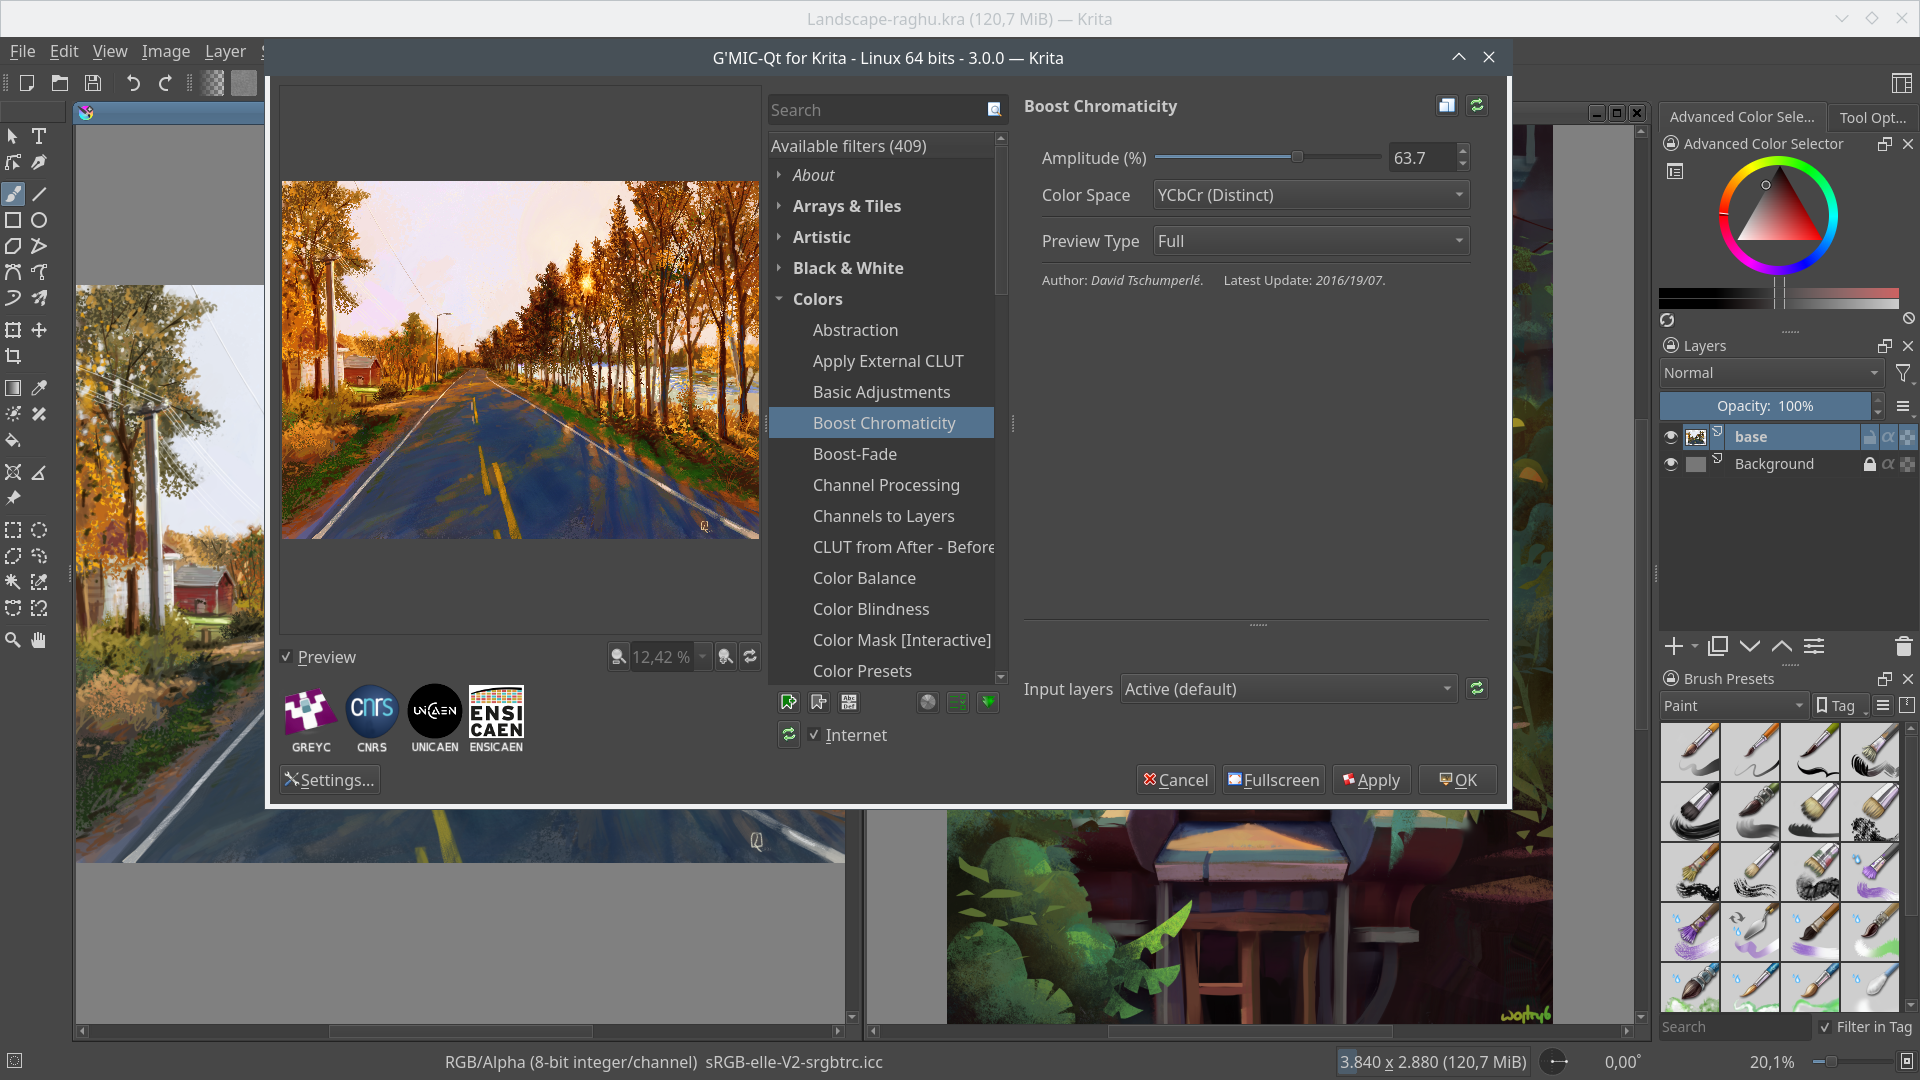 Landscape-raghu.kra (120,7 MiB) — Krita
File Edit View Image Layer
G'MIC-Qt for Krita - Linux 64 bits - 3.0.0 — Krita
Search
Available filters (409)
About
Arrays & Tiles
Artistic
Black & White
Colors
Abstraction
Apply External CLUT
Basic Adjustments
Boost Chromaticity
Boost-Fade
Channel Processing
Channels to Layers
CLUT from After - Before
Color Balance
Color Blindness
Color Mask [Interactive]
Color Presets
Internet
Preview
12,42 %
GREYC
cnrs
CNRS
UNICAEN
UNICAEN
ENSI
CAEN
ENSICAEN
Settings...
Boost Chromaticity
Amplitude (%) 63.7
Color Space YCbCr (Distinct)
Preview Type Full
Author: David Tschumperlé. Latest Update: 2016/19/07.
Input layers Active (default)
Cancel Fullscreen Apply OK
Advanced Color Sele... Tool Opt...
Advanced Color Selector
Layers
Normal
Opacity: 100%
base
Background
Brush Presets
Paint Tag
Search Filter in Tag
RGB/Alpha (8-bit integer/channel) sRGB-elle-V2-srgbtrc.icc
3.840 x 2.880 (120,7 MiB)
0,00°
20,1%